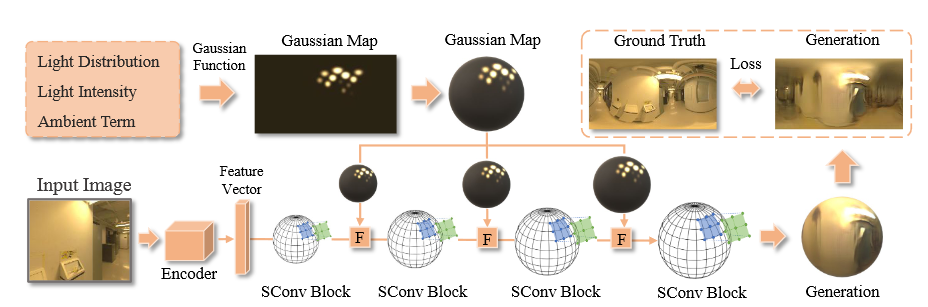 Light Distribution
Light Intensity
Ambient Term
Gaussian
Function
Gaussian Map
Gaussian Map
Ground Truth
Generation
Loss
Input Image
Encoder
Feature
Vector
F
F
F
SConv Block
SConv Block
SConv Block
SConv Block
Generation